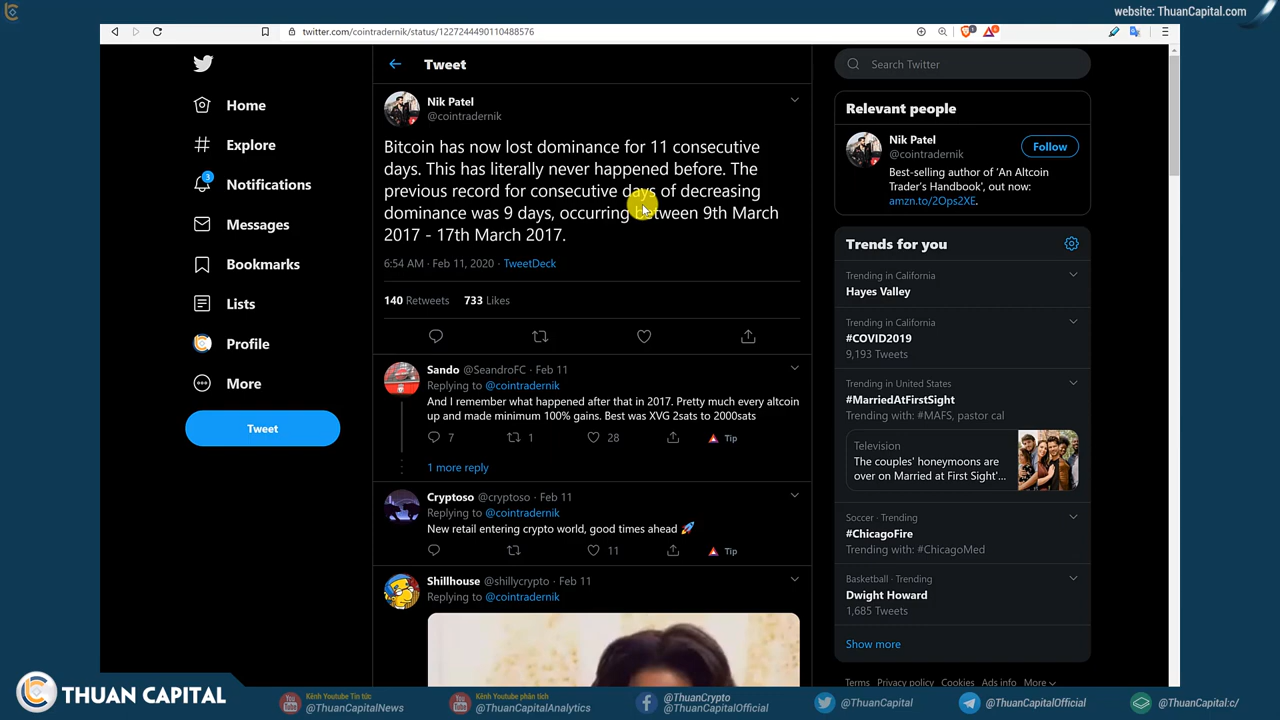 website: ThuanCapital.com
twitter.com/cointradernik/status/1227244490110488576
Home
Explore
3
Notifications
Messages
Bookmarks
Lists
Profile
More
Tweet
Tweet
Nik Patel
@cointradernik
Bitcoin has now lost dominance for 11 consecutive
days. This has literally never happened before. The
previous record for consecutive days of decreasing
dominance was 9 days, occurring between 9th March
2017 - 17th March 2017.
6:54 AM · Feb 11, 2020 · TweetDeck
140 Retweets 733 Likes
Sando @SeandroFC · Feb 11
Replying to @cointradernik
And I remember what happened after that in 2017. Pretty much every altcoin
up and made minimum 100% gains. Best was XVG 2sats to 2000sats
7 1 28 Tip
1 more reply
Cryptoso @cryptoso · Feb 11
Replying to @cointradernik
New retail entering crypto world, good times ahead 🚀
11 Tip
Shillhouse @shillycrypto · Feb 11
Replying to @cointradernik
Search Twitter
Relevant people
Nik Patel
@cointradernik
Follow
Best-selling author of 'An Altcoin
Trader's Handbook', out now:
amzn.to/2Ops2XE.
Trends for you
Trending in California
Hayes Valley
Trending in California
#COVID2019
9,193 Tweets
Trending in United States
#MarriedAtFirstSight
Trending with: #MAFS, pastor cal
Television
The couples' honeymoons are
over on Married at First Sight'...
Soccer · Trending
#ChicagoFire
Trending with: #ChicagoMed
Basketball · Trending
Dwight Howard
1,685 Tweets
Show more
Terms Privacy policy Cookies Ads info More
THUAN CAPITAL
Kênh Youtube Tin tức:
@ThuanCapitalNews
Kênh Youtube phân tích
@ThuanCapitalAnalytics
@ThuanCrypto
@ThuanCapitalOfficial
@ThuanCapital
@ThuanCapitalOfficial
@ThuanCapital:c/